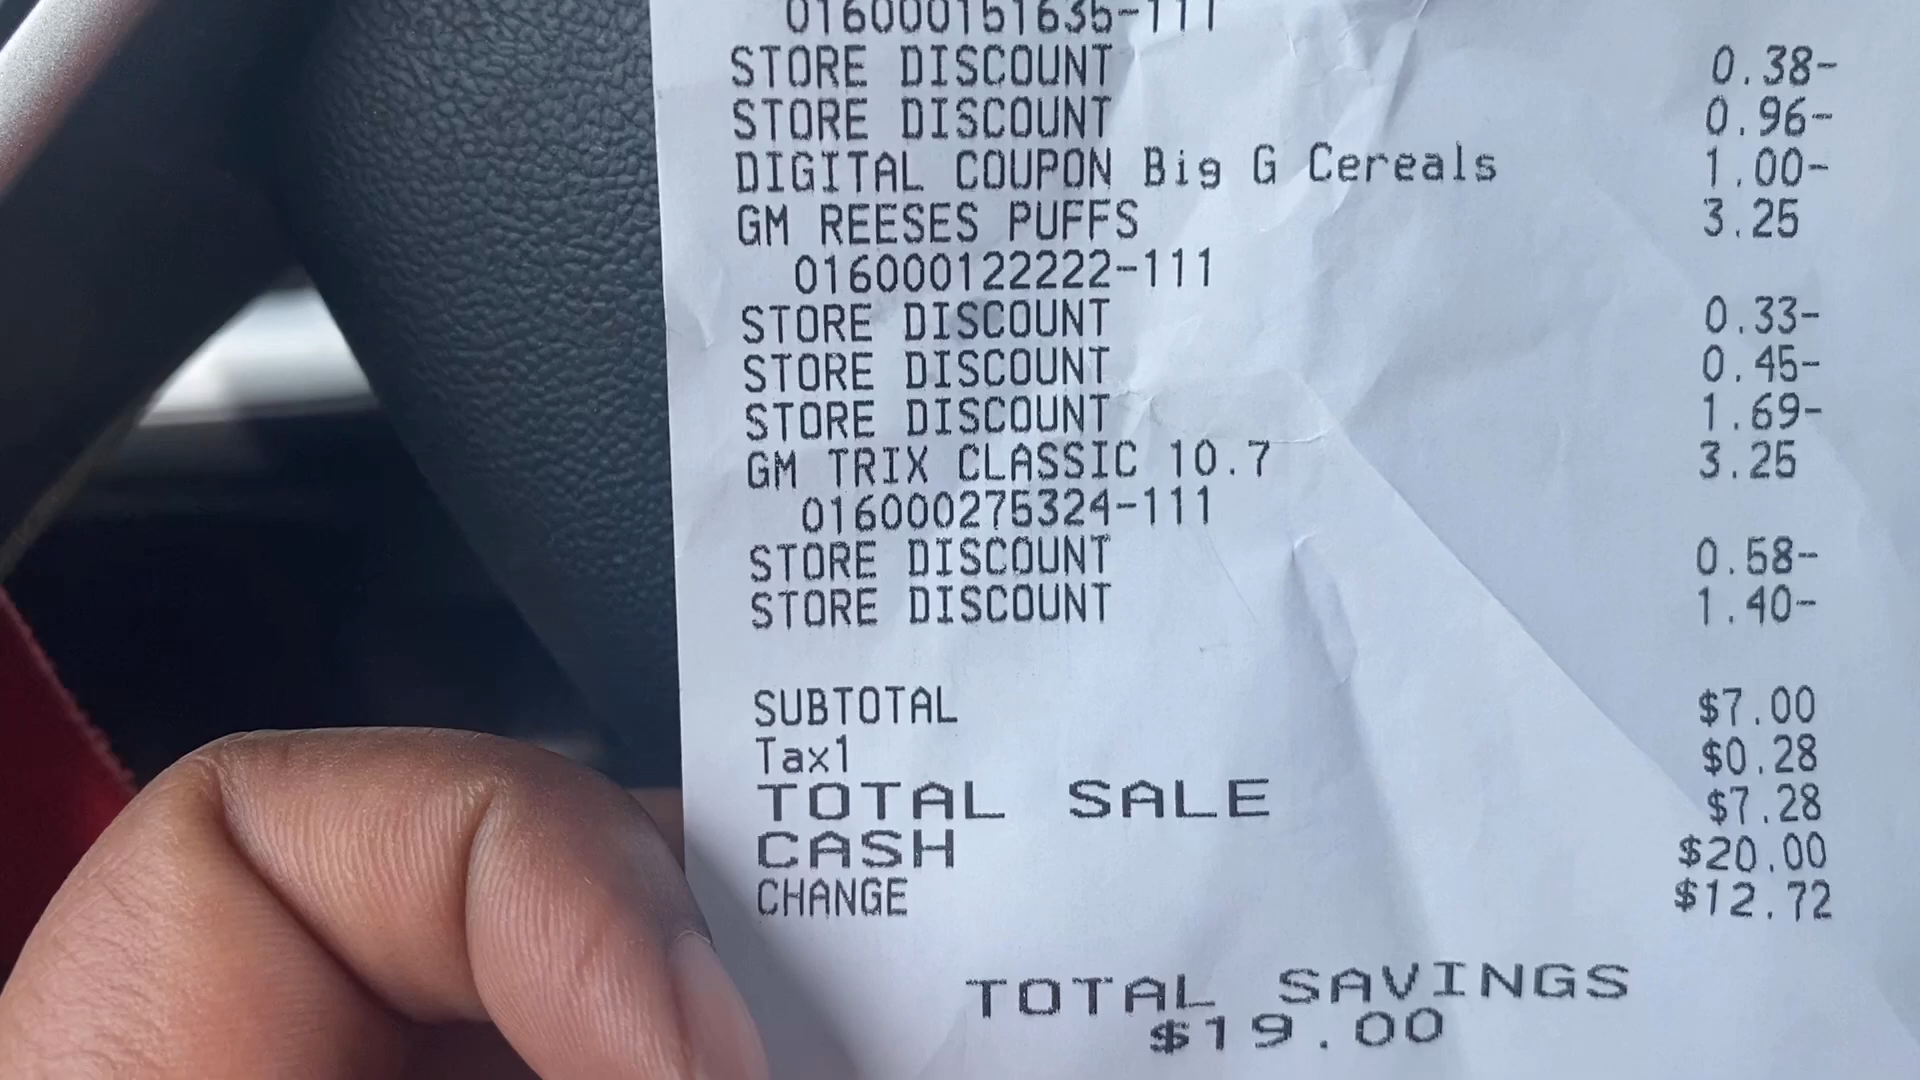 016000151635-111
STORE DISCOUNT 0.38-
STORE DISCOUNT 0.96-
DIGITAL COUPON Big G Cereals 1.00-
GM REESES PUFFS 3.25
016000122222-111
STORE DISCOUNT 0.33-
STORE DISCOUNT 0.45-
STORE DISCOUNT 1.69-
GM TRIX CLASSIC 10.7 3.25
016000275324-111
STORE DISCOUNT 0.58-
STORE DISCOUNT 1.40-
SUBTOTAL $7.00
Tax1 $0.28
TOTAL SALE $7.28
CASH $20.00
CHANGE $12.72
TOTAL SAVINGS
$19.00